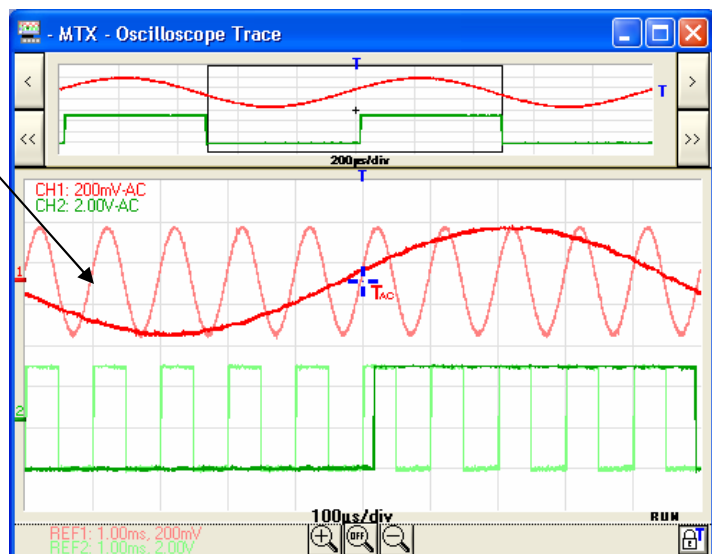 - MTX - Oscilloscope Trace
T
< T >
<< >>
200µs/div
T
CH1: 200mV-AC
CH2: 2.00V-AC
1
TAC
2
100µs/div RUN
REF1: 1.00ms, 200mV
REF2: 1.00ms, 2.00V
OFF
T